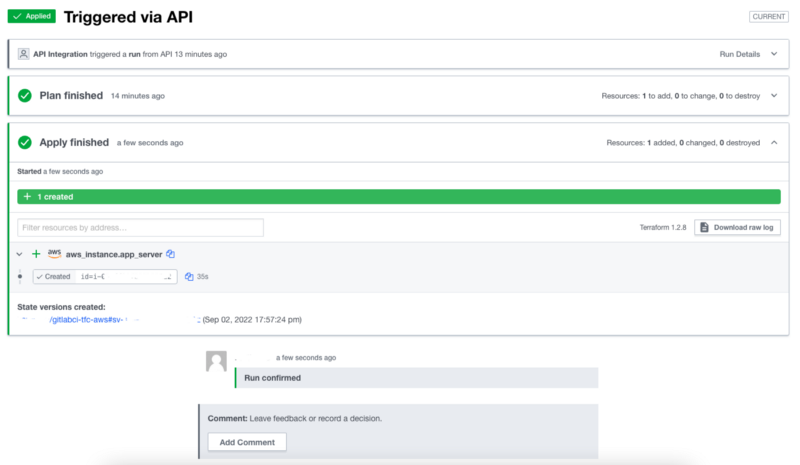 Applied Triggered via API CURRENT
API Integration triggered a run from API 13 minutes ago Run Details
Plan finished 14 minutes ago Resources: 1 to add, 0 to change, 0 to destroy
Apply finished a few seconds ago Resources: 1 added, 0 changed, 0 destroyed
Started a few seconds ago
+ 1 created
Filter resources by address... Terraform 1.2.8 Download raw log
aws aws_instance.app_server
Created id=i-0 35s
State versions created:
/gitlabci-tfc-aws#sv- (Sep 02, 2022 17:57:24 pm)
a few seconds ago
Run confirmed
Comment: Leave feedback or record a decision.
Add Comment